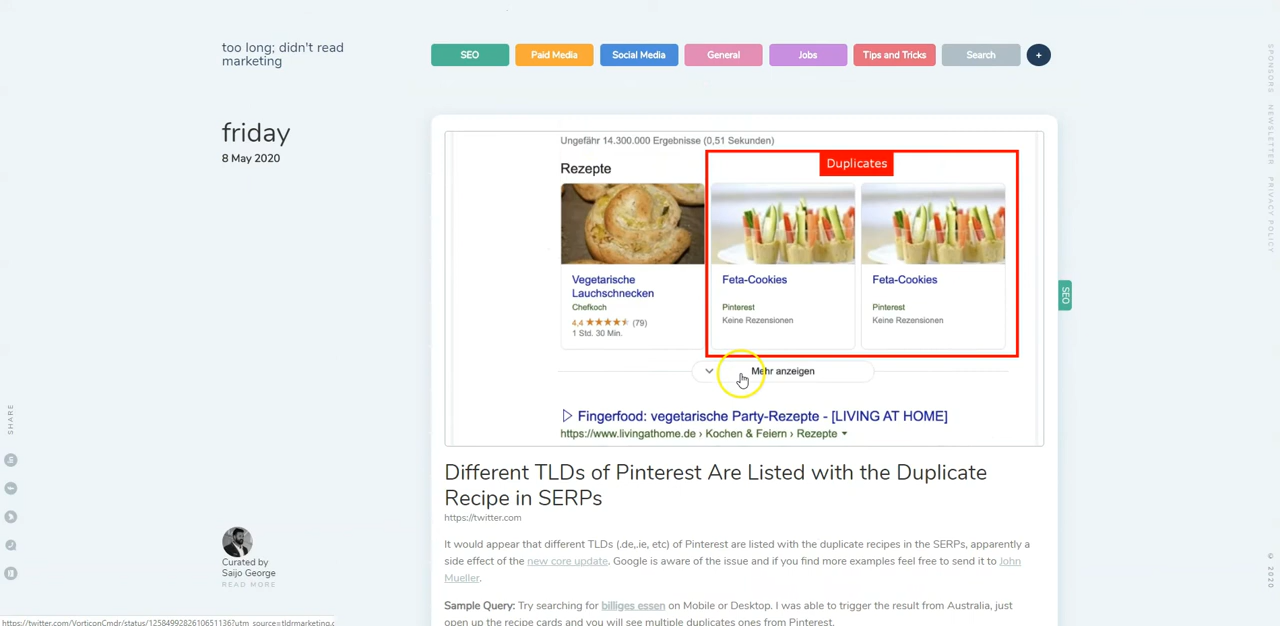 too long; didn't read
marketing
SEO
Paid Media
Social Media
General
Jobs
Tips and Tricks
Search
+
SPONSORS NEWSLETTER PRIVACY POLICY
friday
8 May 2020
Ungefähr 14.300.000 Ergebnisse (0,51 Sekunden)
Rezepte
Duplicates
Vegetarische
Lauchschnecken
Chefkoch
4,4 ★★★★★ (79)
1 Std. 30 Min.
Feta-Cookies
Pinterest
Keine Rezensionen
Feta-Cookies
Pinterest
Keine Rezensionen
SEO
Mehr anzeigen
Fingerfood: vegetarische Party-Rezepte - [LIVING AT HOME]
https://www.livingathome.de › Kochen & Feiern › Rezepte
Different TLDs of Pinterest Are Listed with the Duplicate
Recipe in SERPs
https://twitter.com
It would appear that different TLDs (.de,.ie, etc) of Pinterest are listed with the duplicate recipes in the SERPs, apparently a
side effect of the new core update. Google is aware of the issue and if you find more examples feel free to send it to John
Mueller.
Sample Query: Try searching for billiges essen on Mobile or Desktop. I was able to trigger the result from Australia, just
open up the recipe cards and you will see multiple duplicates ones from Pinterest.
SHARE
Curated by
Saijo George
READ MORE
© 2020